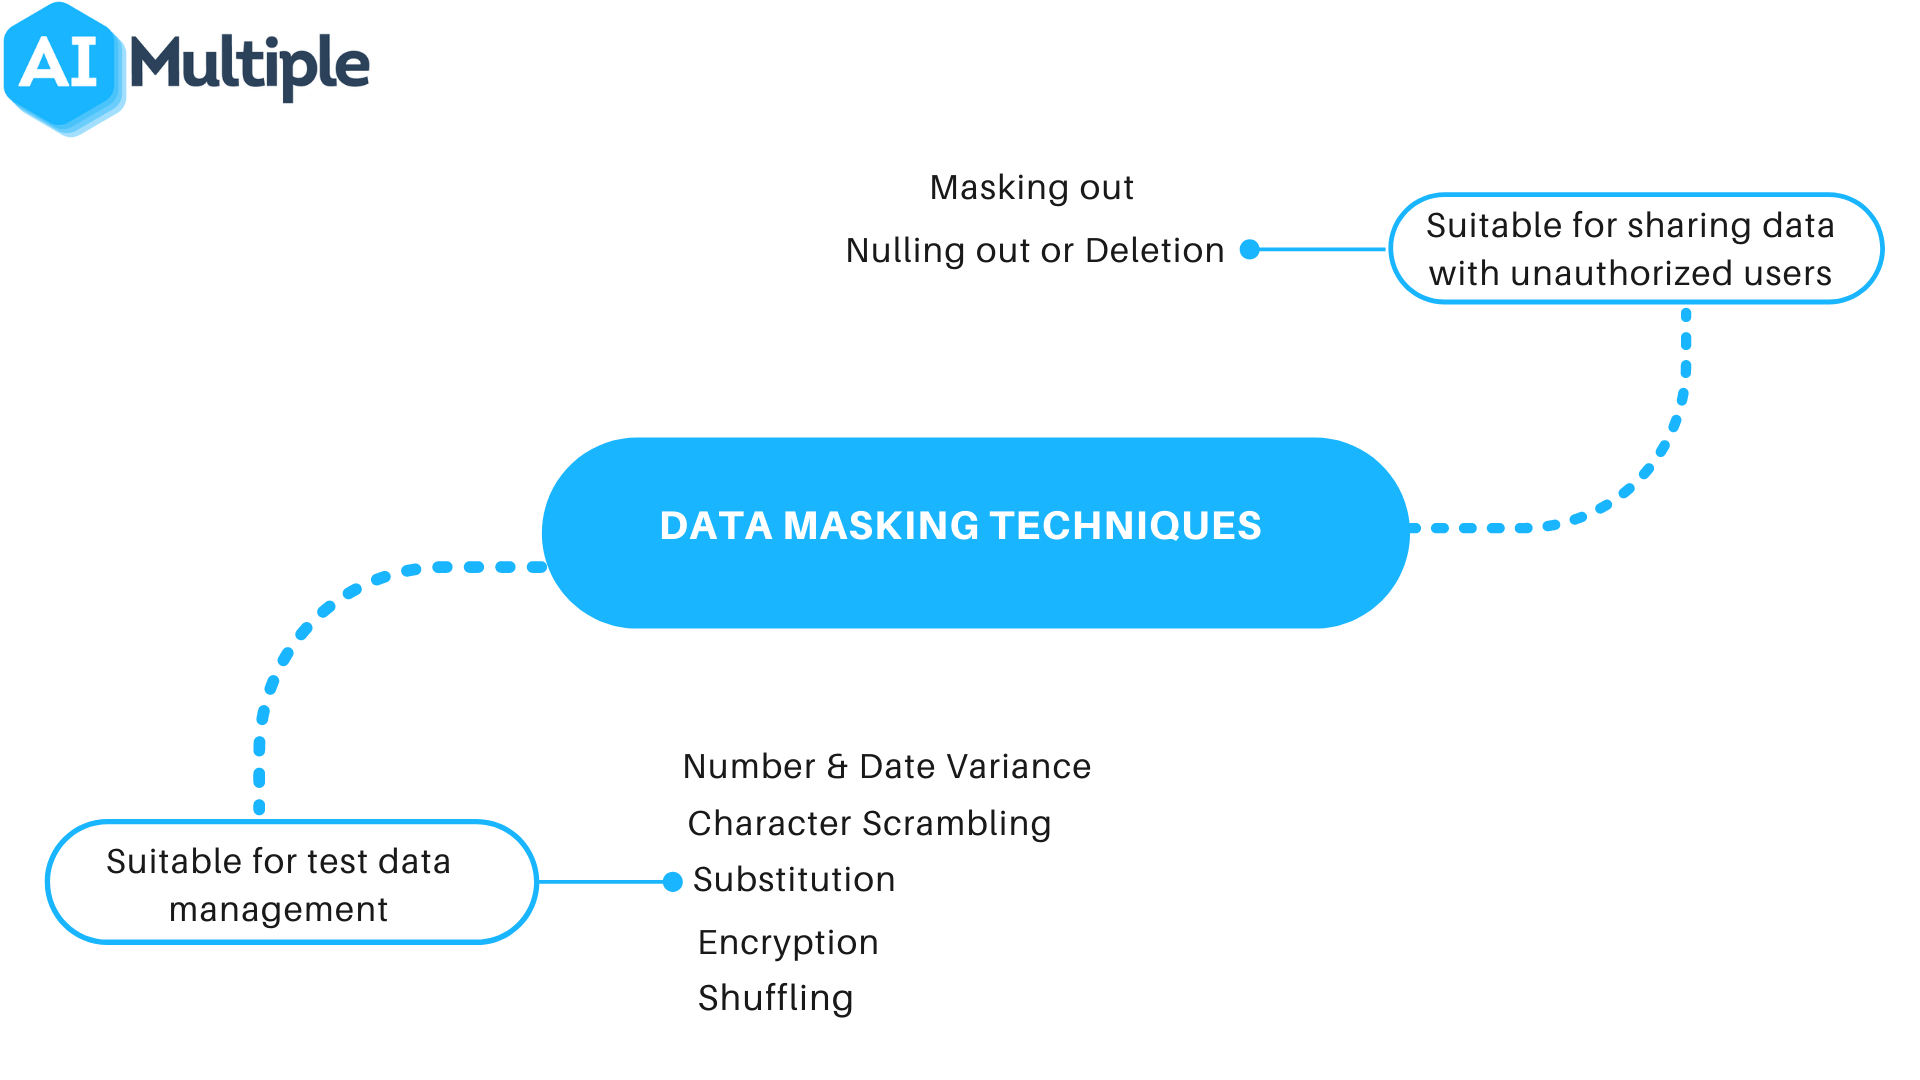 AI Multiple
Masking out
Nulling out or Deletion
Suitable for sharing data
with unauthorized users
DATA MASKING TECHNIQUES
Number & Date Variance
Character Scrambling
Substitution
Encryption
Shuffling
Suitable for test data
management